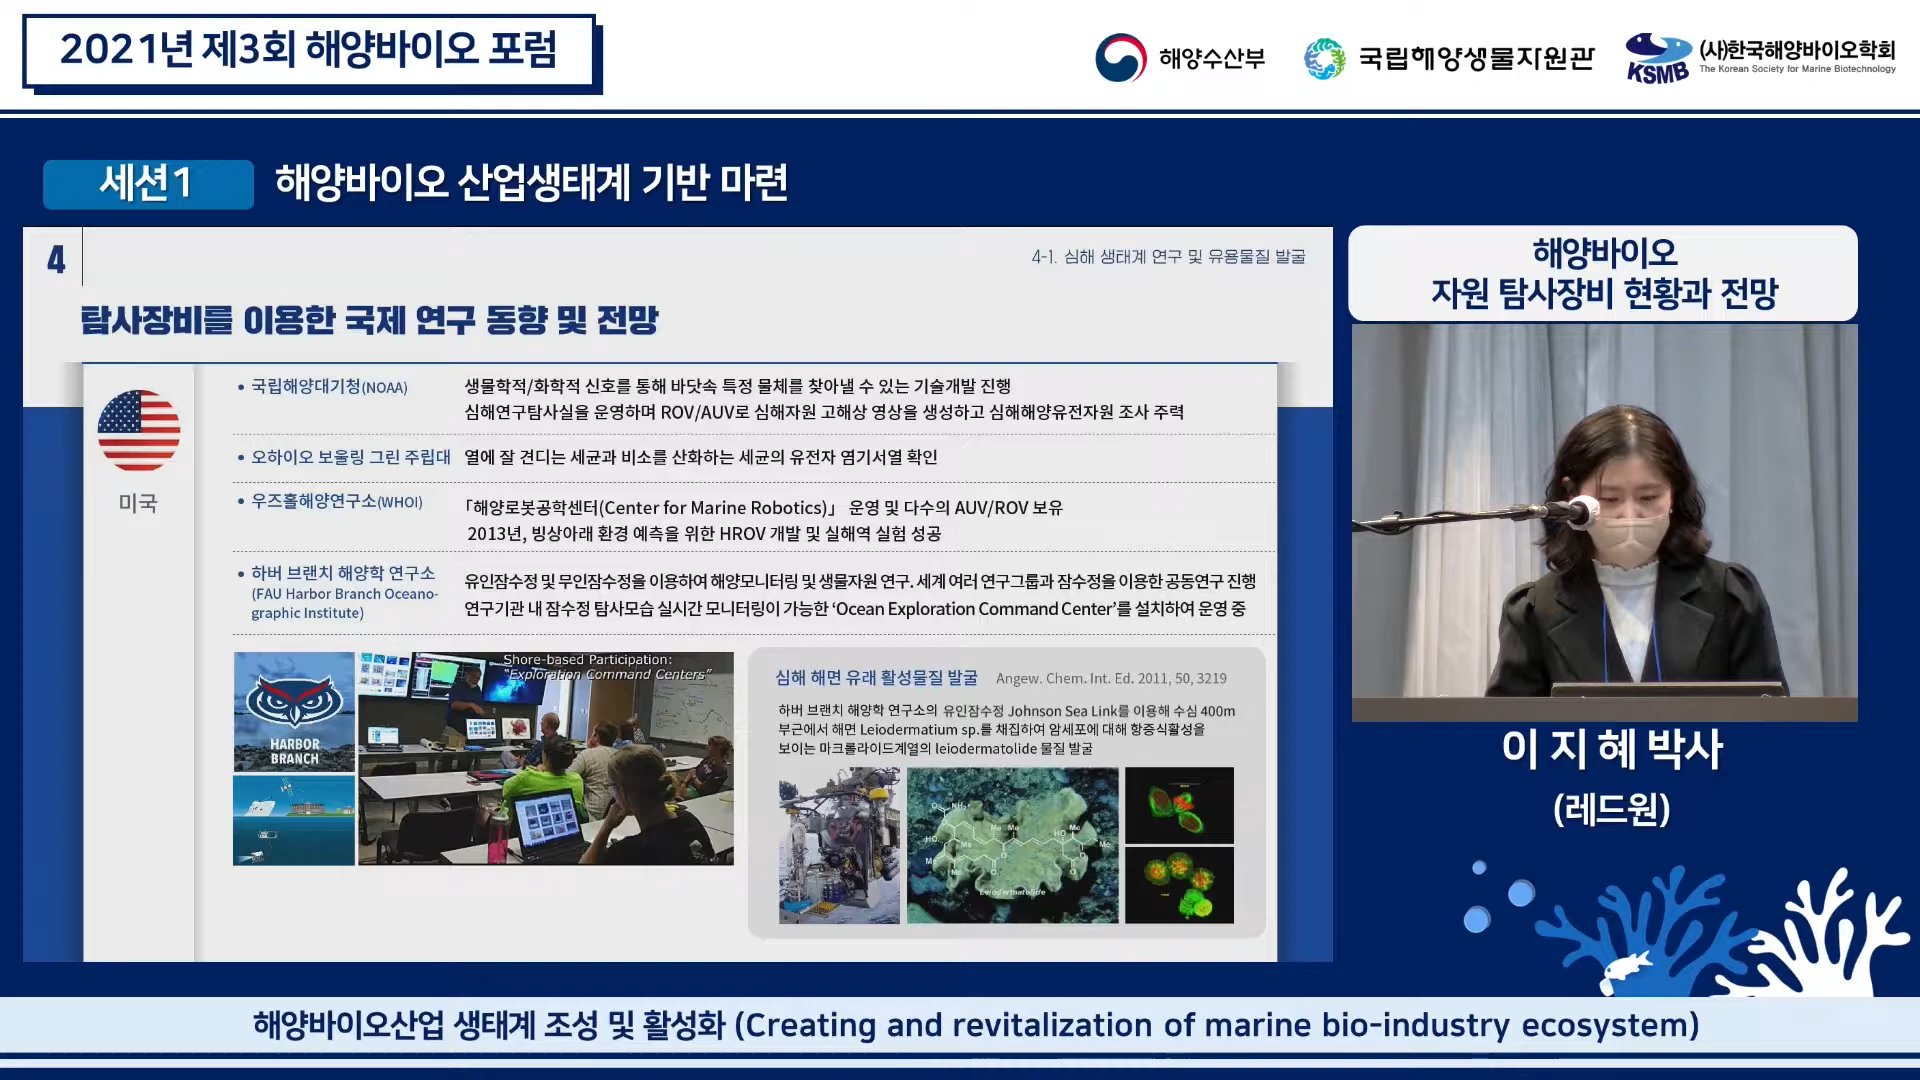 2021년 제3회 해양바이오 포럼
해양수산부
국립해양생물자원관
KSMB
(사)한국해양바이오학회
The Korean Society for Marine Biotechnology
세션1
해양바이오 산업생태계 기반 마련
4
4-1. 심해 생태계 연구 및 유용물질 발굴
탐사장비를 이용한 국제 연구 동향 및 전망
미국
• 국립해양대기청(NOAA)
생물학적/화학적 신호를 통해 바닷속 특정 물체를 찾아낼 수 있는 기술개발 진행
심해연구탐사실을 운영하며 ROV/AUV로 심해자원 고해상 영상을 생성하고 심해해양유전자원 조사 주력
• 오하이오 보울링 그린 주립대
열에 잘 견디는 세균과 비소를 산화하는 세균의 유전자 염기서열 확인
• 우즈홀해양연구소(WHOI)
「해양로봇공학센터(Center for Marine Robotics)」 운영 및 다수의 AUV/ROV 보유
2013년, 빙상아래 환경 예측을 위한 HROV 개발 및 실해역 실험 성공
• 하버 브랜치 해양학 연구소
(FAU Harbor Branch Oceano-
graphic Institute)
유인잠수정 및 무인잠수정을 이용하여 해양모니터링 및 생물자원 연구. 세계 여러 연구그룹과 잠수정을 이용한 공동연구 진행
연구기관 내 잠수정 탐사모습 실시간 모니터링이 가능한 ‘Ocean Exploration Command Center’를 설치하여 운영 중
HARBOR
BRANCH
Shore-based Participation:
“Exploration Command Centers”
심해 해면 유래 활성물질 발굴
Angew. Chem. Int. Ed. 2011, 50, 3219
하버 브랜치 해양학 연구소의 유인잠수정 Johnson Sea Link를 이용해 수심 400m
부근에서 해면 Leiodermatium sp.를 채집하여 암세포에 대해 항증식활성을
보이는 마크롤라이드계열의 leiodermatolide 물질 발굴
Leiodermatolide
해양바이오
자원 탐사장비 현황과 전망
이 지 혜 박사
(레드원)
해양바이오산업 생태계 조성 및 활성화 (Creating and revitalization of marine bio-industry ecosystem)